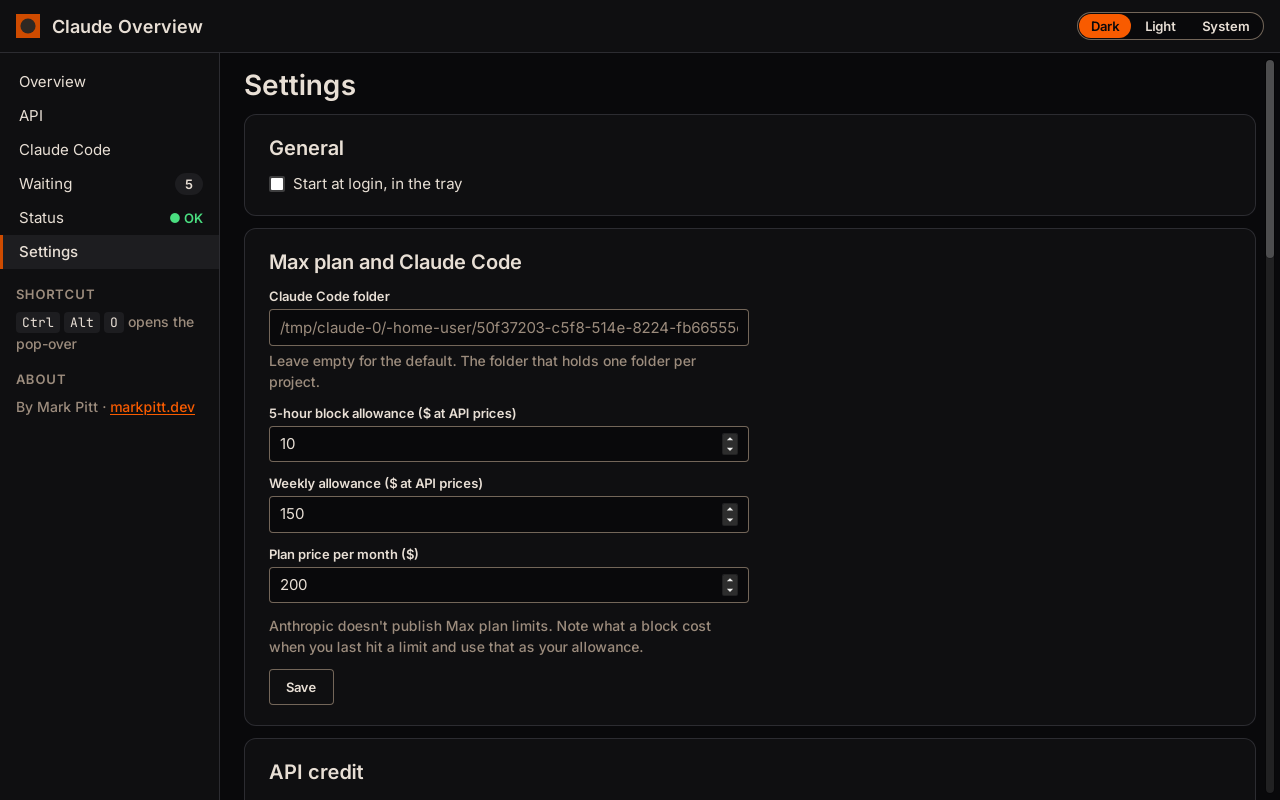 Claude Overview
Dark
Light
System
Overview
API
Claude Code
Waiting
5
Status
OK
Settings
SHORTCUT
Ctrl Alt O opens the
pop-over
ABOUT
By Mark Pitt · markpitt.dev
Settings
General
Start at login, in the tray
Max plan and Claude Code
Claude Code folder
/tmp/claude-0/-home-user/50f37203-c5f8-514e-8224-fb66555
Leave empty for the default. The folder that holds one folder per
project.
5-hour block allowance ($ at API prices)
10
Weekly allowance ($ at API prices)
150
Plan price per month ($)
200
Anthropic doesn't publish Max plan limits. Note what a block cost
when you last hit a limit and use that as your allowance.
Save
API credit